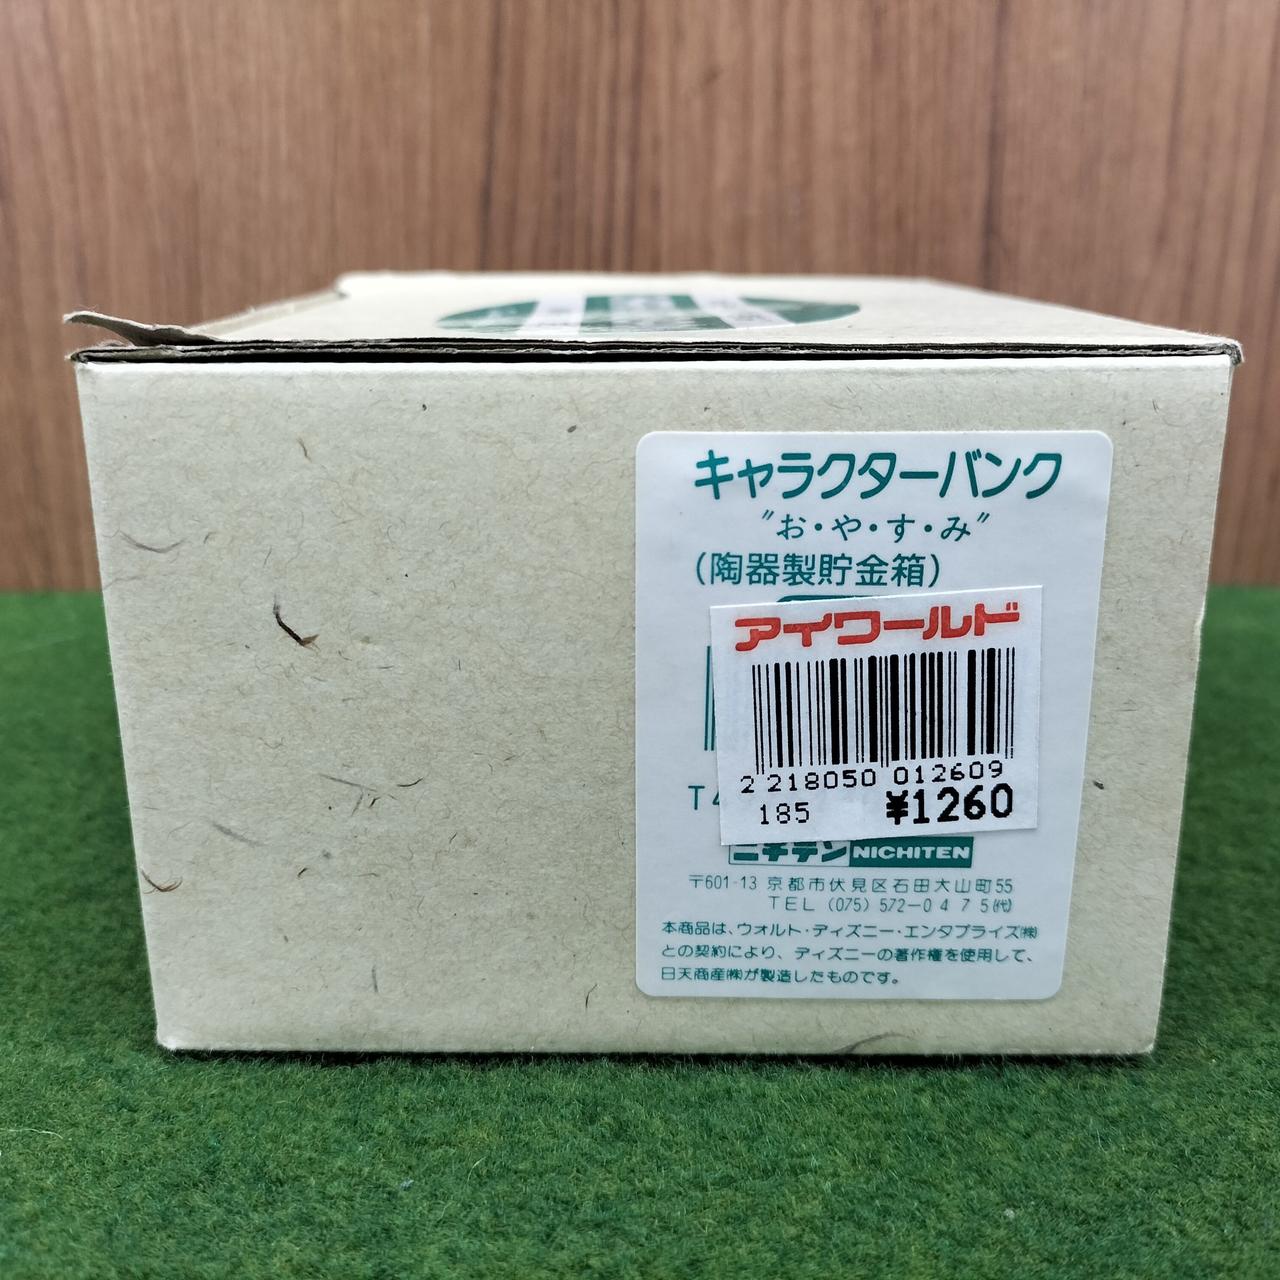 キャラクターバンク
"お・や・す・み"
(陶器製貯金箱)
アイワールド
2 218050 012609
185 ¥1260
T4
ニチテン NICHITEN
〒601-13 京都市伏見区石田大山町55
TEL (075) 572-0475㈹
本商品は、ウォルト・ディズニー・エンタプライズ㈱
との契約により、ディズニーの著作権を使用して、
日天商産㈱が製造したものです。